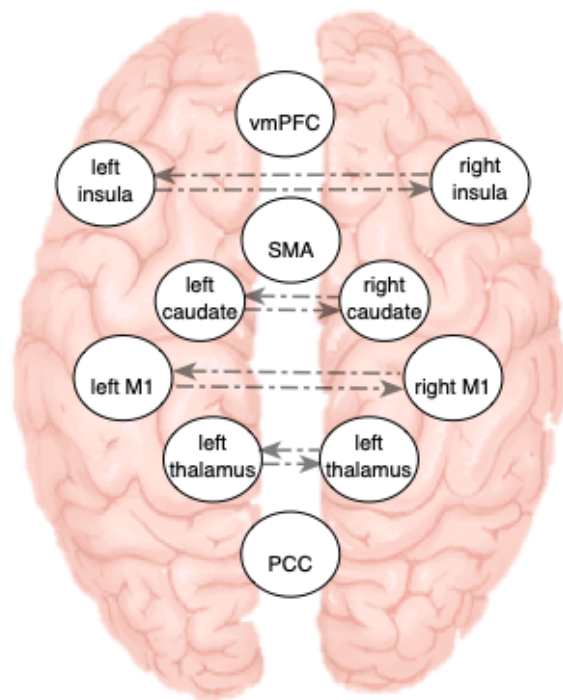 vmPFC
left
insula
right
insula
SMA
left
caudate
right
caudate
left M1
right M1
left
thalamus
left
thalamus
PCC